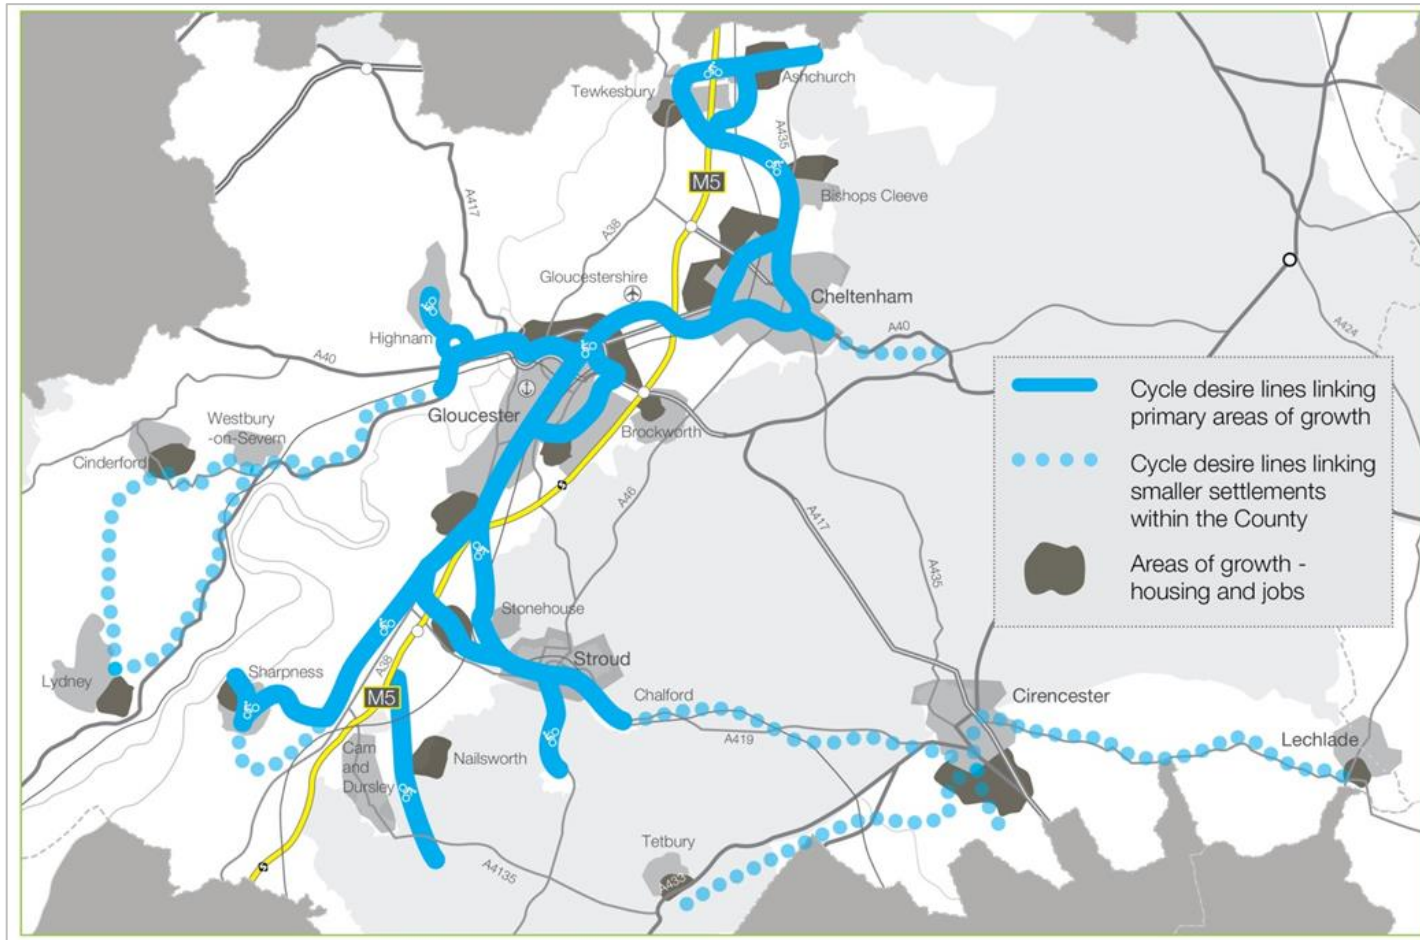 Ashchurch
Tewkesbury
A435
M5
Bishops Cleeve
A417
A38
Gloucestershire
Cheltenham
Highnam
A40
A40
A424
Cycle desire lines linking
primary areas of growth
Cycle desire lines linking
smaller settlements
within the County
Areas of growth -
housing and jobs
Gloucester
Westbury
-on-Severn
Brockworth
Cinderford
A46
A417
A435
Stonehouse
Stroud
Lydney
Sharpness
A38
M5
Chalford
Cirencester
A419
Lechlade
Cam
and
Dursley
Nailsworth
Tetbury
A4135
A433